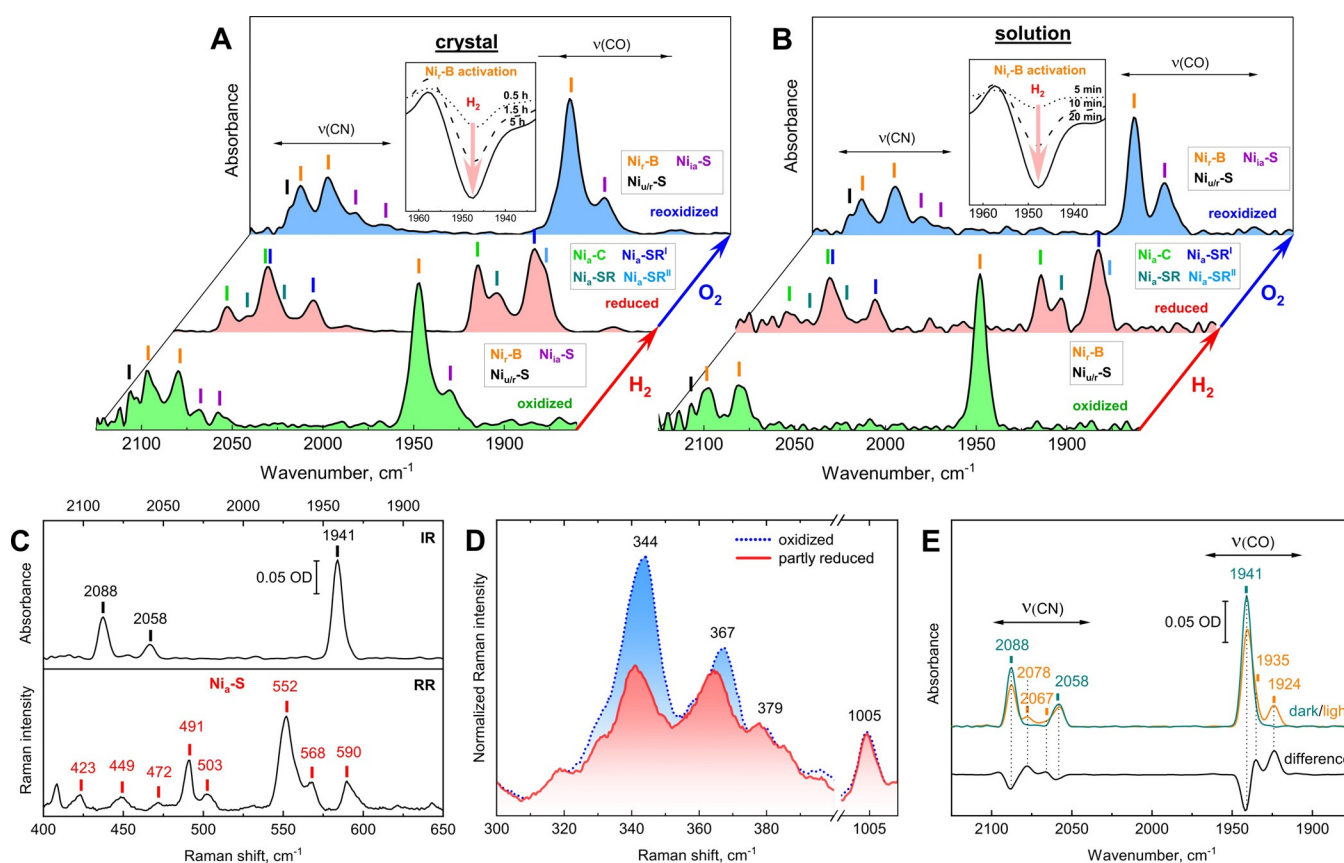 A
crystal
ν(CO)
Absorbance
Niᵣ-B activation
H₂
0.5 h
1.5 h
5 h
1960
1950
1940
ν(CN)
Niᵣ-B
Niᵢₐ-S
Niᵤ/ᵣ-S
reoxidized
Niₐ-C
Niₐ-SRᴵ
Niₐ-SR
Niₐ-SRᴵᴵ
reduced
O₂
Niᵣ-B
Niᵢₐ-S
Niᵤ/ᵣ-S
oxidized
H₂
2100
2050
2000
1950
1900
Wavenumber, cm⁻¹
B
solution
ν(CO)
Absorbance
Niᵣ-B activation
H₂
5 min
10 min
20 min
1960
1950
1940
ν(CN)
Niᵣ-B
Niᵢₐ-S
Niᵤ/ᵣ-S
reoxidized
Niₐ-C
Niₐ-SRᴵ
Niₐ-SR
Niₐ-SRᴵᴵ
reduced
O₂
Niᵣ-B
Niᵤ/ᵣ-S
oxidized
H₂
2100
2050
2000
1950
1900
Wavenumber, cm⁻¹
2100
2050
2000
1950
1900
C
IR
1941
0.05 OD
2088
2058
Absorbance
Niₐ-S
RR
552
491
568
590
423
449
472
503
Raman intensity
400
450
500
550
600
650
Raman shift, cm⁻¹
D
oxidized
partly reduced
344
367
379
1005
Normalized Raman intensity
300
320
340
360
380
1005
Raman shift, cm⁻¹
E
ν(CO)
1941
0.05 OD
ν(CN)
2088
2078
2067
2058
1935
1924
dark/light
difference
Absorbance
2100
2050
2000
1950
1900
Wavenumber, cm⁻¹